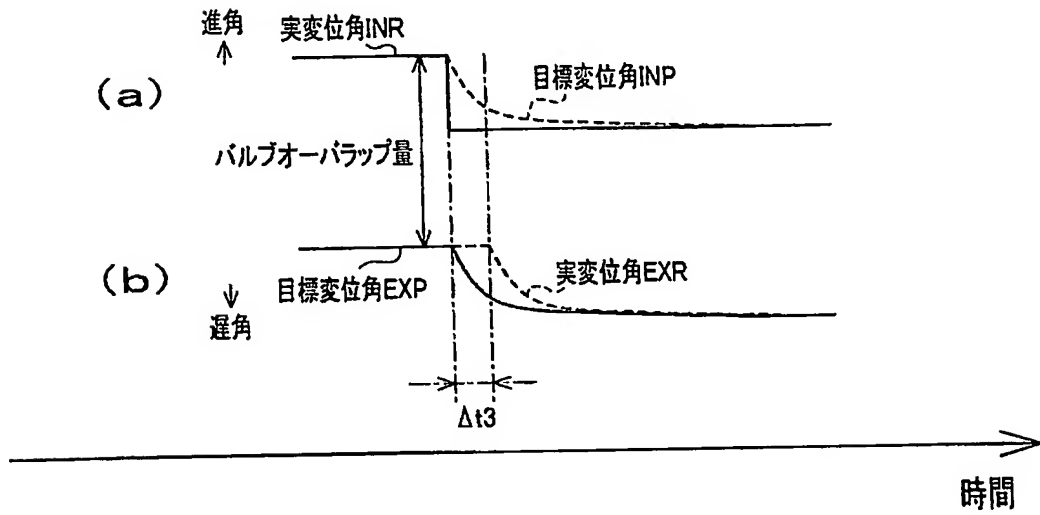 進角
実変位角INR
(a)
目標変位角INP
バルブオーバラップ量
(b)
目標変位角EXP
実変位角EXR
遅角
Δt3
時間